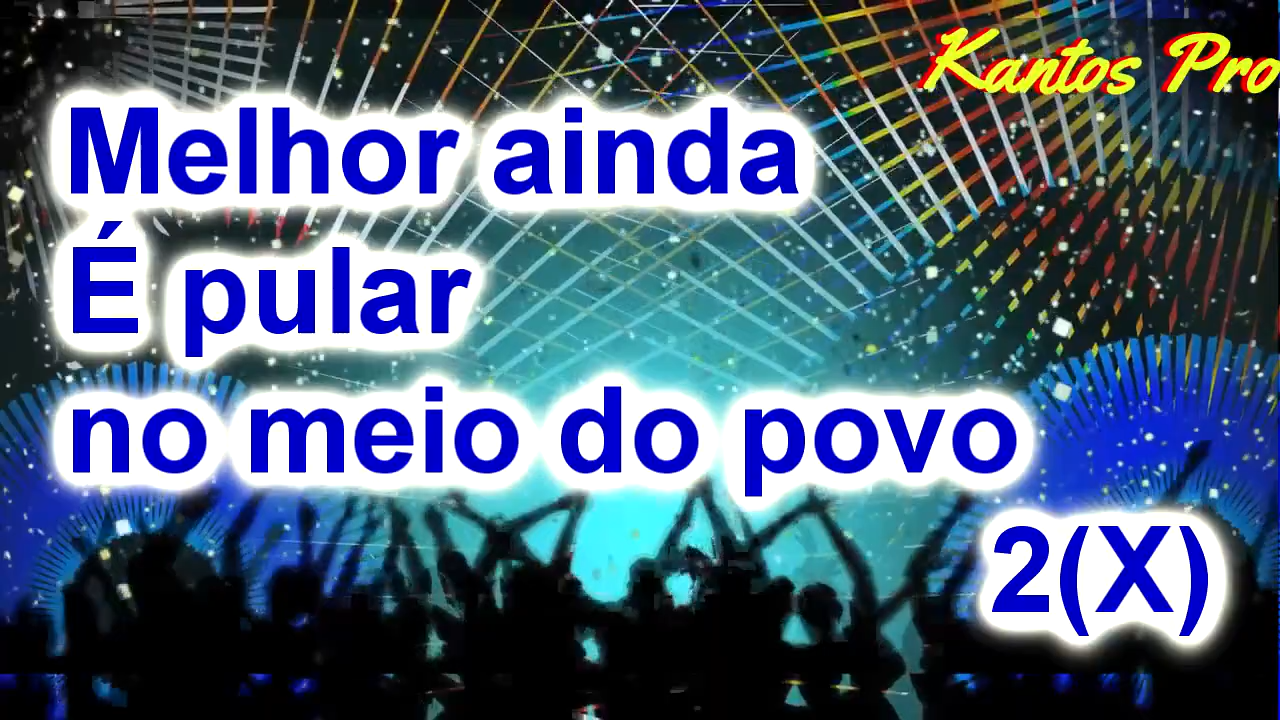 Kantos Pro
Melhor ainda
É pular
no meio do povo
2(X)